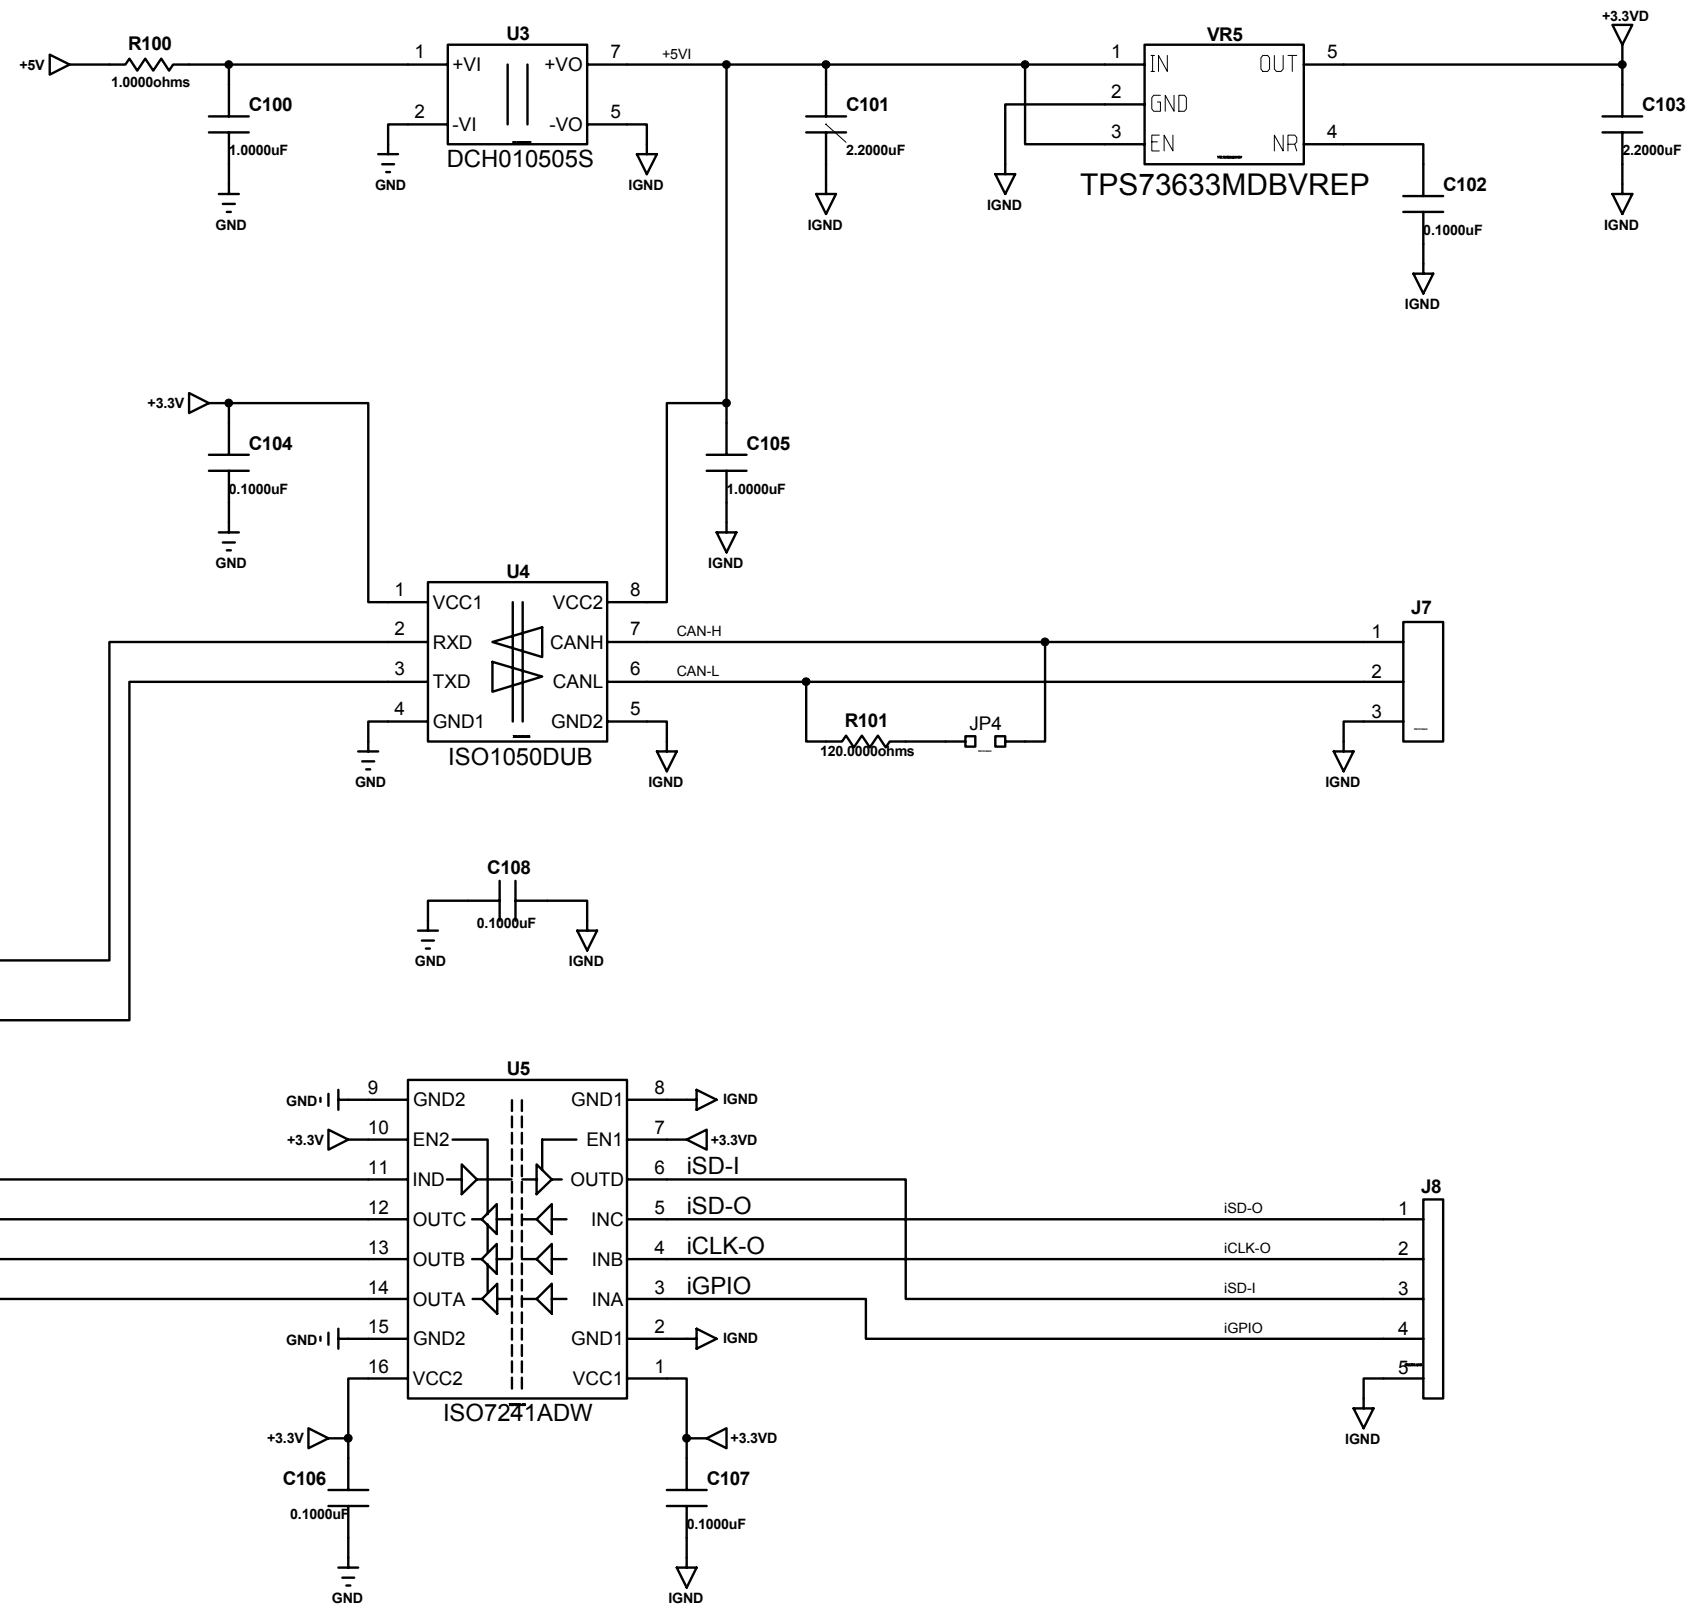 +3.3VD
R100
U3
VR5
+5V
1.0000ohms
1
+VI
+VO
7
+5VI
1
IN
OUT
5
C100
1.0000uF
2
-VI
-VO
5
C101
2.2000uF
2
GND
3
EN
NR
4
C103
2.2000uF
DCH010505S
TPS73633MDBVREP
GND
IGND
GND
IGND
IGND
C102
0.1000uF
IGND
IGND
+3.3V
C104
0.1000uF
GND
C105
1.0000uF
IGND
U4
1
VCC1
VCC2
8
2
RXD
CANH
7
CAN-H
3
TXD
CANL
6
CAN-L
4
GND1
GND2
5
ISO1050DUB
GND
IGND
R101
120.0000ohms
JP4
J7
1
2
3
IGND
C108
0.1000uF
GND
IGND
U5
GND
9
GND2
GND1
8
IGND
+3.3V
10
EN2
EN1
7
+3.3VD
11
IND
OUTD
6
iSD-I
12
OUTC
INC
5
iSD-O
13
OUTB
INB
4
iCLK-O
14
OUTA
INA
3
iGPIO
GND
15
GND2
GND1
2
IGND
16
VCC2
VCC1
1
ISO7241ADW
J8
iSD-O
1
iCLK-O
2
iSD-I
3
iGPIO
4
5
IGND
+3.3V
+3.3VD
C106
0.1000uF
C107
0.1000uF
GND
IGND